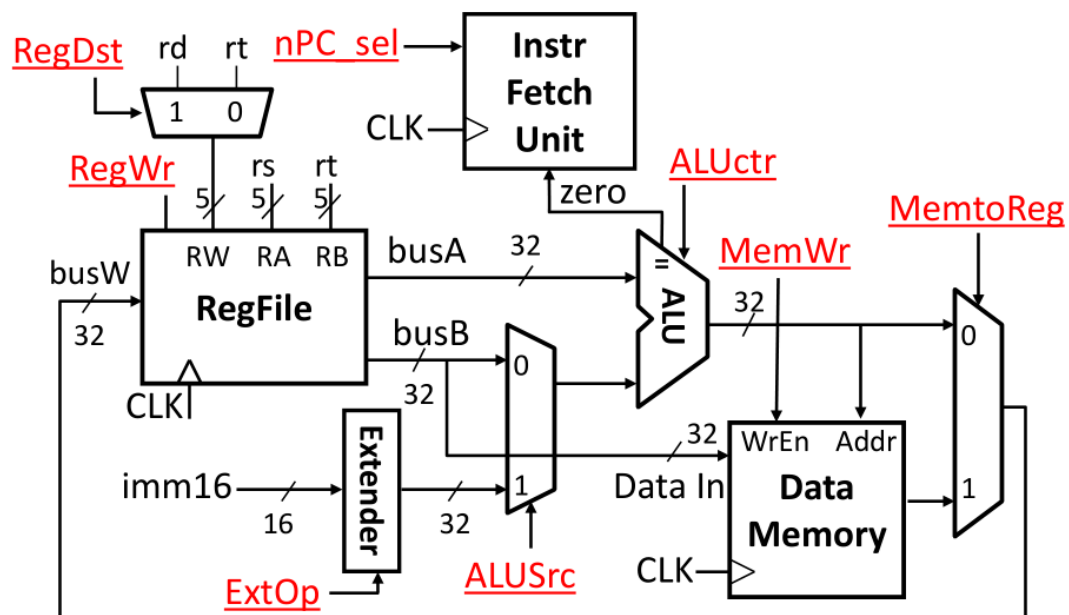 RegDst
rd
rt
1
0
nPC_sel
Instr
Fetch
Unit
CLK
RegWr
5
rs
5
rt
5
zero
ALUctr
MemtoReg
RW
RA
RB
RegFile
busW
32
CLK
busA
32
busB
32
0
1
=
ALU
32
MemWr
0
1
imm16
16
Extender
32
ExtOp
ALUSrc
32
Data In
WrEn
Addr
Data
Memory
CLK